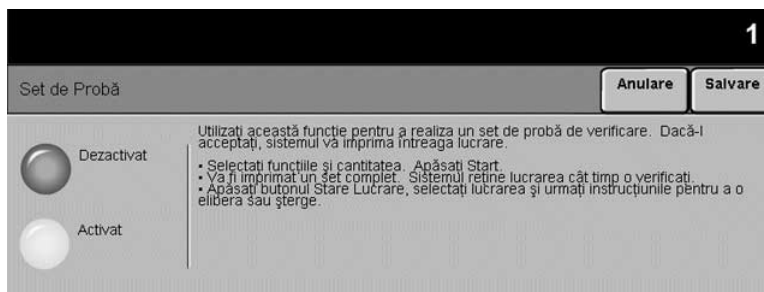 1
Set de Probă
Anulare
Salvare
Dezactivat
Activat
Utilizați această funcție pentru a realiza un set de probă de verificare. Dacă-l
acceptați, sistemul va imprima întreaga lucrare.
▪ Selectați funcțiile și cantitatea. Apăsați Start.
▪ Va fi imprimat un set complet. Sistemul reține lucrarea cât timp o verificați.
▪ Apăsați butonul Stare Lucrare, selectați lucrarea și urmați instrucțiunile pentru a o
elibera sau șterge.